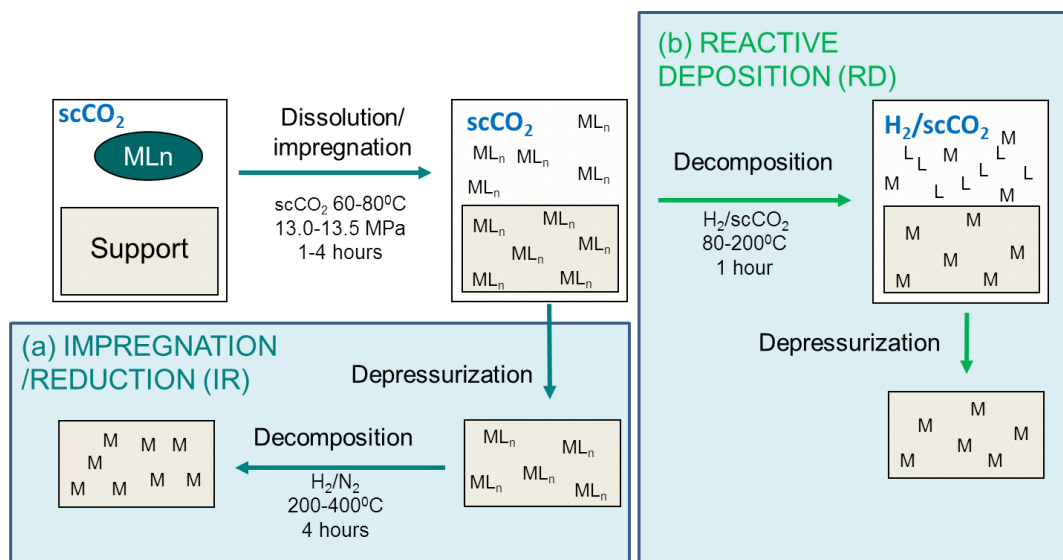 scCO₂
MLn
Support
Dissolution/
impregnation
scCO₂ 60-80⁰C
13.0-13.5 MPa
1-4 hours
scCO₂
MLₙ
MLₙ MLₙ
MLₙ
MLₙ
MLₙ MLₙ
MLₙ MLₙ
MLₙ MLₙ
(b) REACTIVE
DEPOSITION (RD)
Decomposition
H₂/scCO₂
80-200⁰C
1 hour
H₂/scCO₂
L M L
L L L
M L L
L M
M
M
M M
M M
Depressurization
M
M M
M
M M
(a) IMPREGNATION
/REDUCTION (IR)
Depressurization
MLₙ MLₙ
MLₙ
MLₙ MLₙ
Decomposition
H₂/N₂
200-400⁰C
4 hours
M M M
M
M M M M